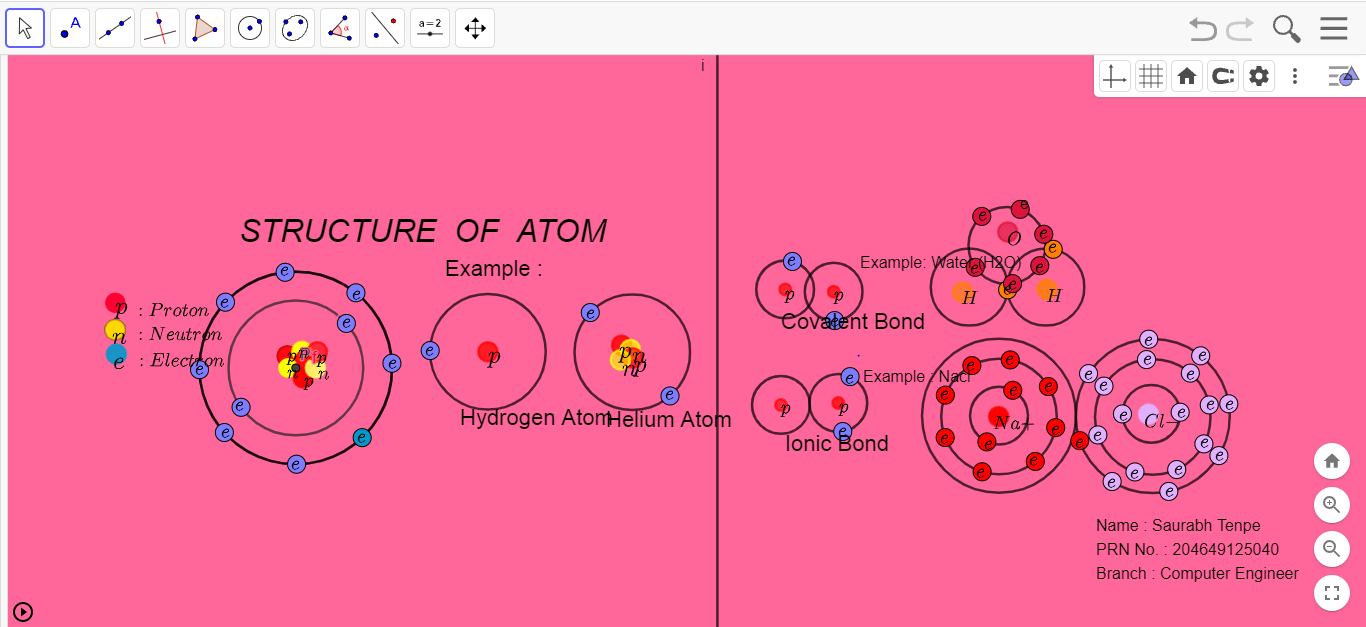 A
α
a=2
i
STRUCTURE OF ATOM
Example :
p : Proton
n : Neutron
e : Electron
e e e e e e e e e e e
p n p n n p
e p
Hydrogen Atom
e p n n p e
Helium Atom
e p p e
Covalent Bond
Example: Water (H2O)
e e e e e e e e
O
H H
p e p e
Ionic Bond
Example : Nacl
e e e e e e e e e e e
Na+
e e e e e e e e e e e e e e e e e
Cl-
Name : Saurabh Tenpe
PRN No. : 204649125040
Branch : Computer Engineer